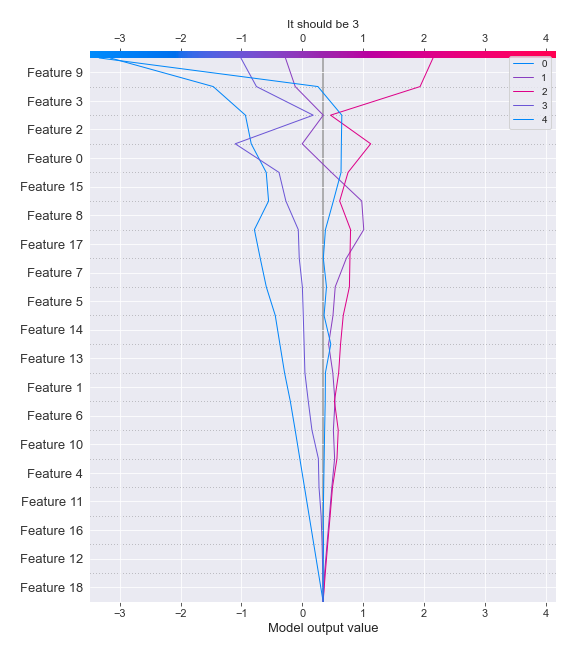 It should be 3
−3 −2 −1 0 1 2 3 4
0
1
2
3
4
Feature 9
Feature 3
Feature 2
Feature 0
Feature 15
Feature 8
Feature 17
Feature 7
Feature 5
Feature 14
Feature 13
Feature 1
Feature 6
Feature 10
Feature 4
Feature 11
Feature 16
Feature 12
Feature 18
−3 −2 −1 0 1 2 3 4
Model output value